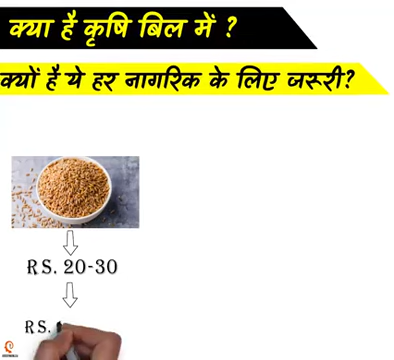 क्या है कृषि बिल में ?
क्यों है ये हर नागरिक के लिए जरूरी?
RS. 20-30
RS.